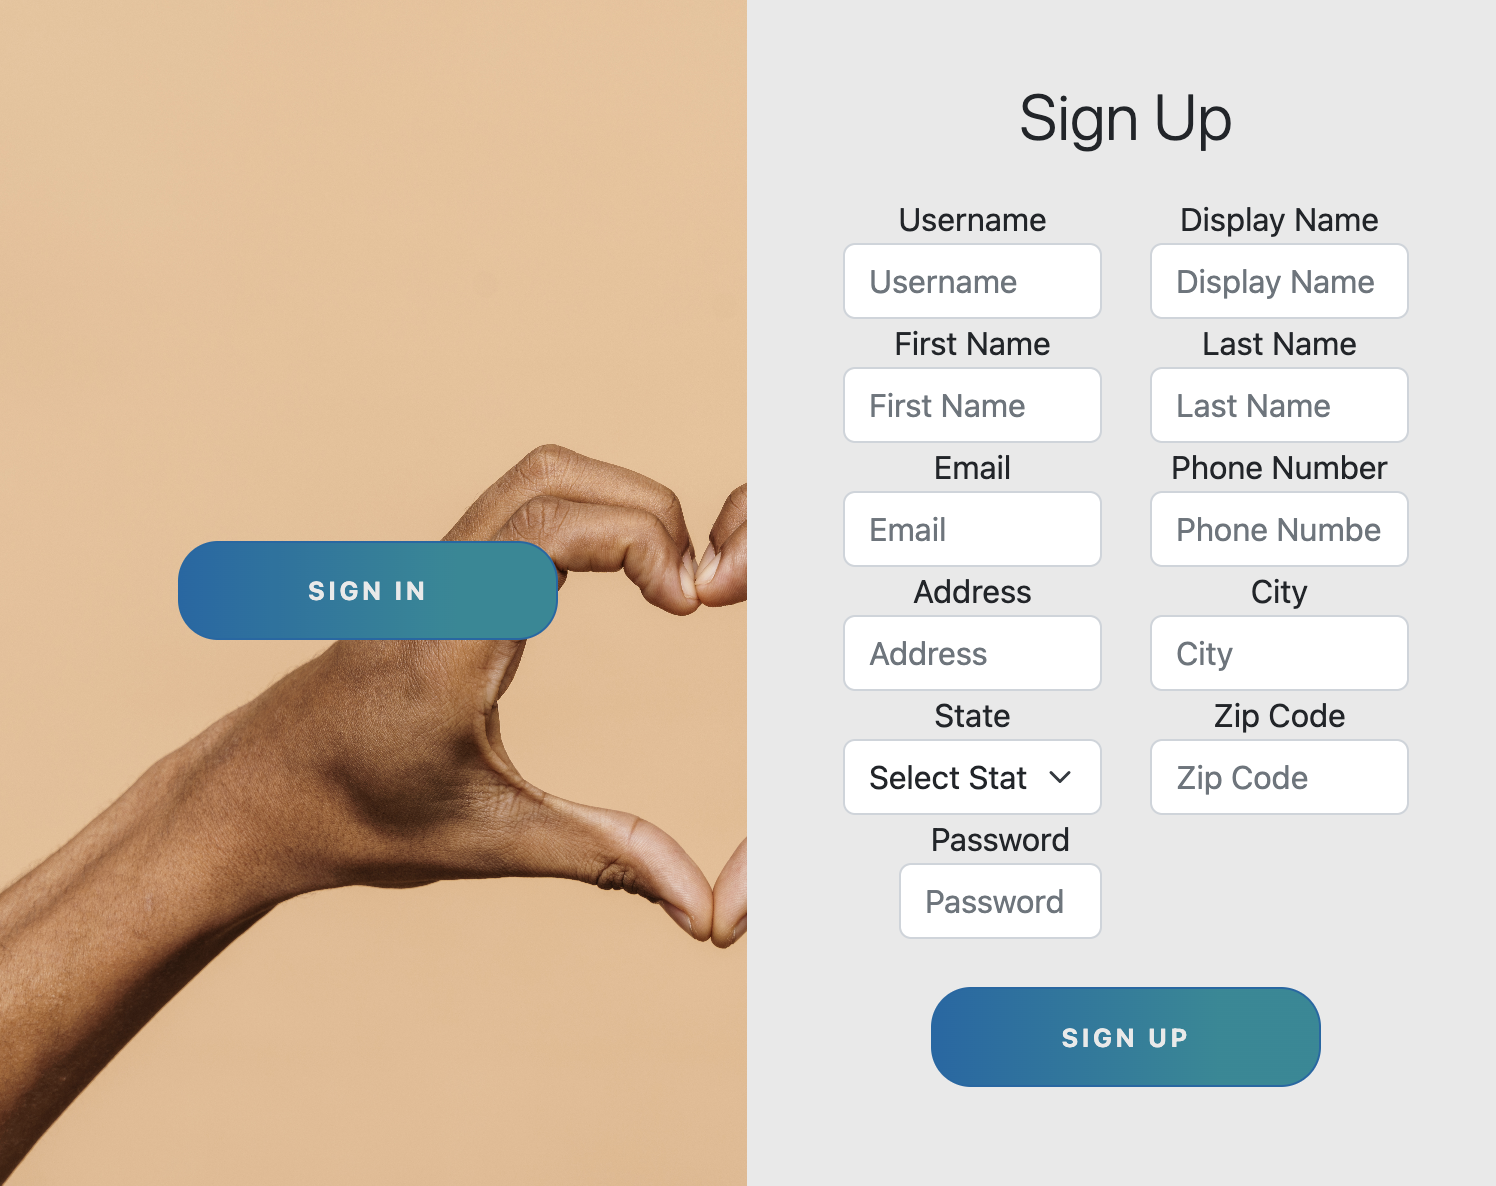 SIGN IN
Sign Up
Username
Display Name
Username
Display Name
First Name
Last Name
First Name
Last Name
Email
Phone Number
Email
Phone Numbe
Address
City
Address
City
State
Zip Code
Select Stat
Zip Code
Password
Password
SIGN UP